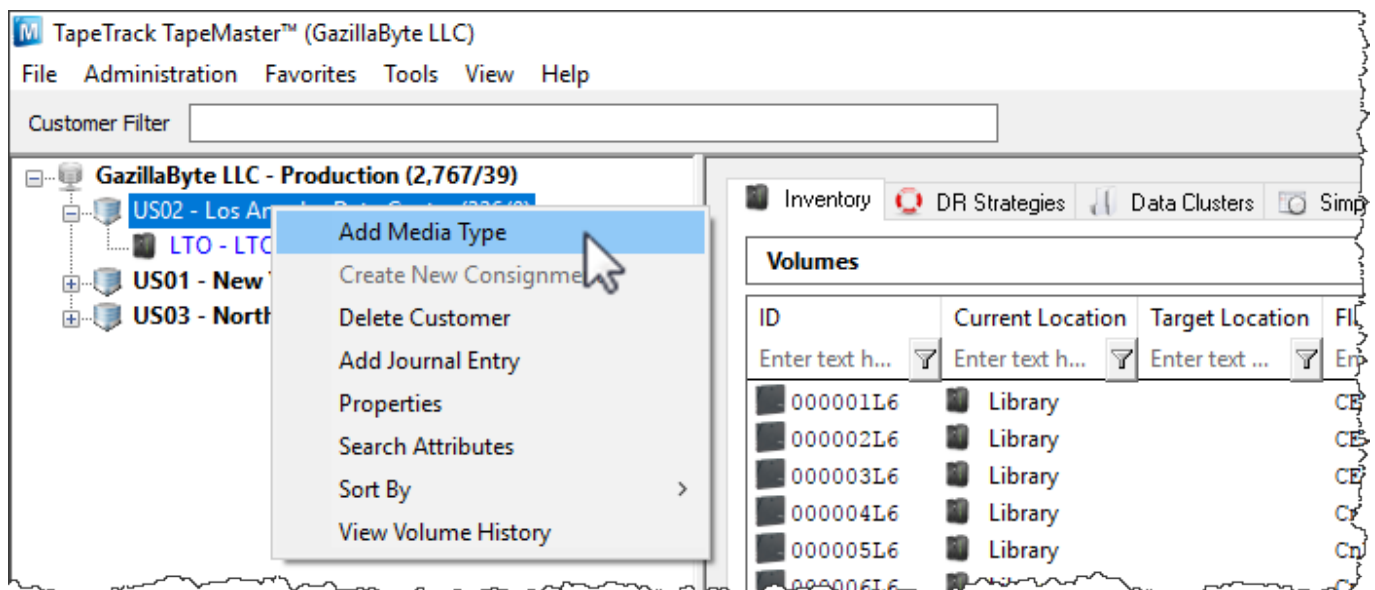 TapeTrack TapeMaster™ (GazillaByte LLC)
File Administration Favorites Tools View Help
Customer Filter
GazillaByte LLC - Production (2,767/39)
US02 - Los
LTO - LTO
US01 - New
US03 - North
Add Media Type
Create New Consignme
Delete Customer
Add Journal Entry
Properties
Search Attributes
Sort By >
View Volume History
Inventory DR Strategies Data Clusters
Volumes
ID Current Location Target Location
Enter text h... Enter text h... Enter text ...
000001L6 Library
000002L6 Library
000003L6 Library
000004L6 Library
000005L6 Library
000006L6